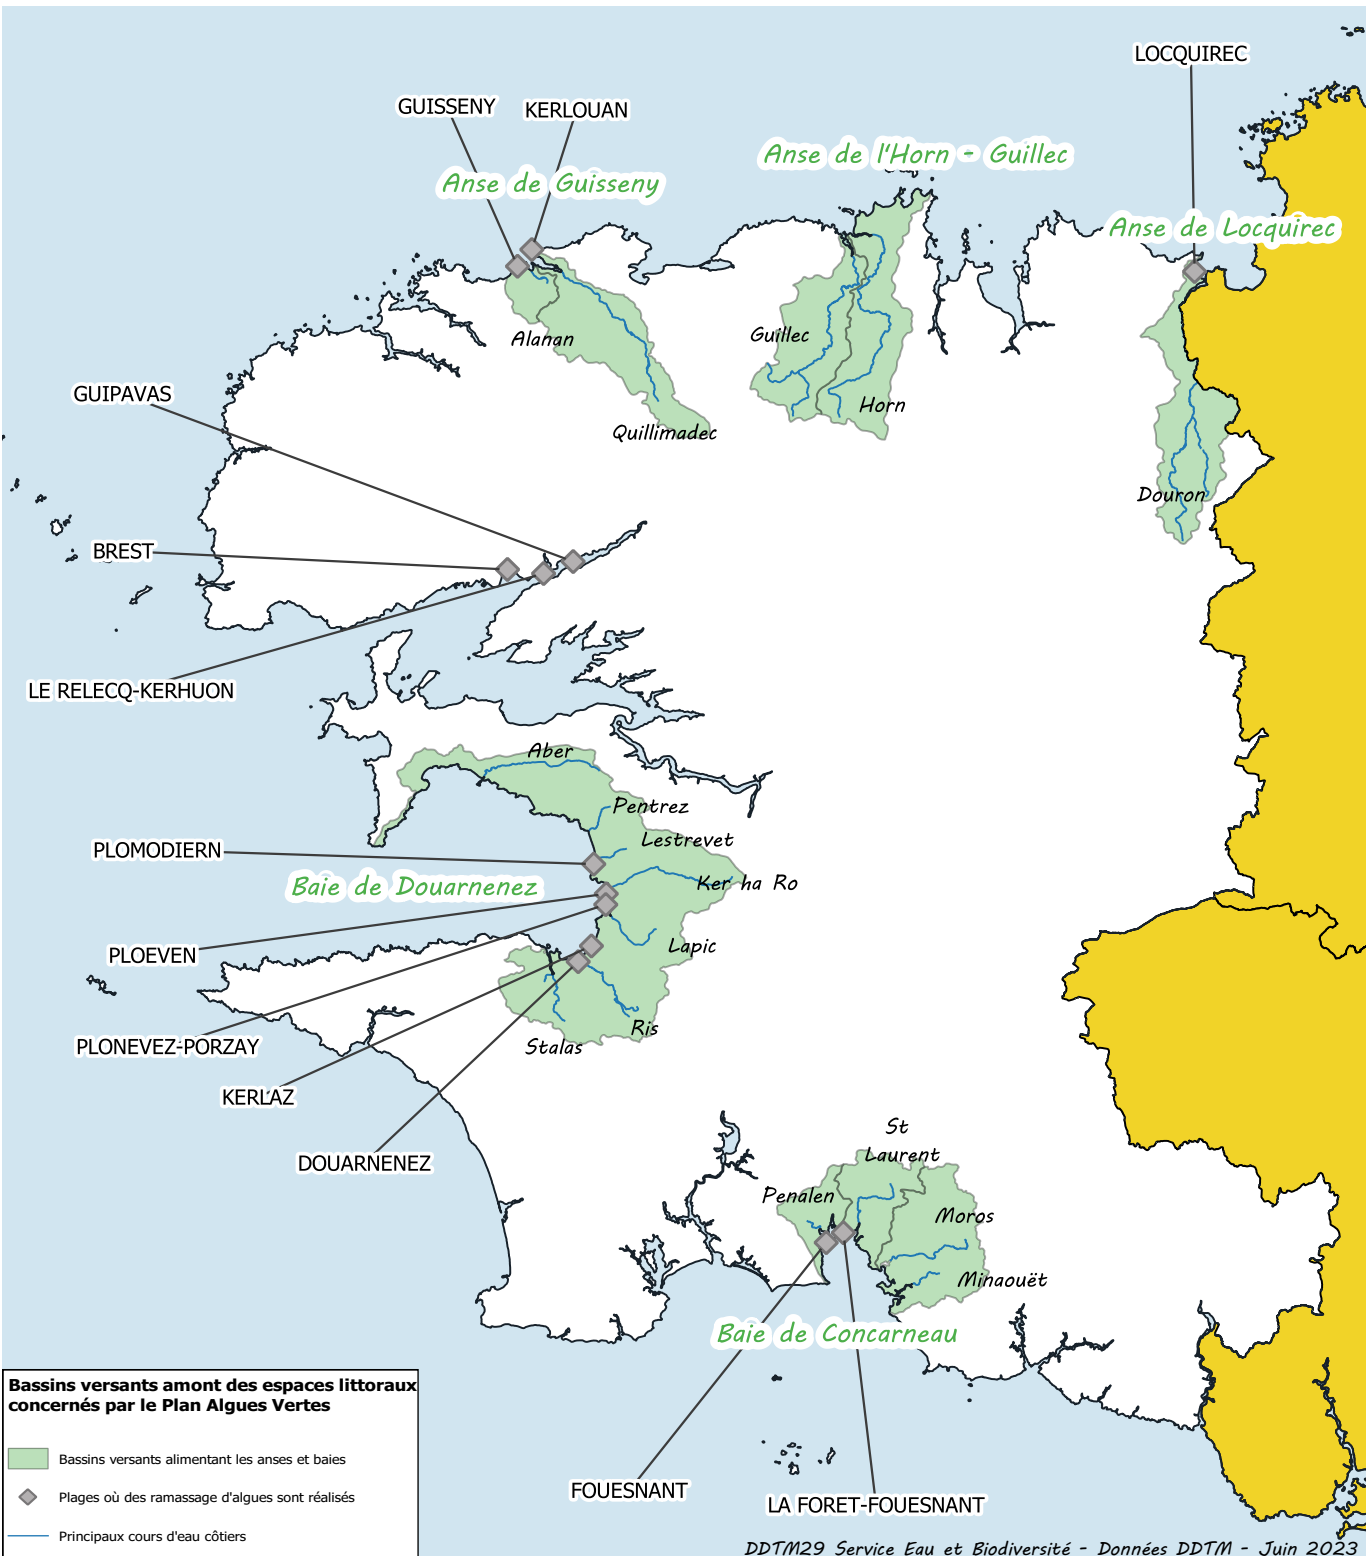 LOCQUIREC
GUISSENY
KERLOUAN
Anse de l'Horn - Guillec
Anse de Guisseny
Anse de Locquirec
Alanan
Guillec
GUIPAVAS
Horn
Quillimadec
Douron
BREST
LE RELECQ-KERHUON
Aber
Pentrez
Lestrevet
PLOMODIERN
Baie de Douarnenez
Ker ha Ro
PLOEVEN
Lapic
Ris
PLONEVEZ-PORZAY
Stalas
KERLAZ
St
Laurent
DOUARNENEZ
Penalen
Moros
Minaouët
Baie de Concarneau
Bassins versants amont des espaces littoraux
concernés par le Plan Algues Vertes
Bassins versants alimentant les anses et baies
Plages où des ramassage d'algues sont réalisés
Principaux cours d'eau côtiers
FOUESNANT
LA FORET-FOUESNANT
DDTM29 Service Eau et Biodiversité - Données DDTM - Juin 2023